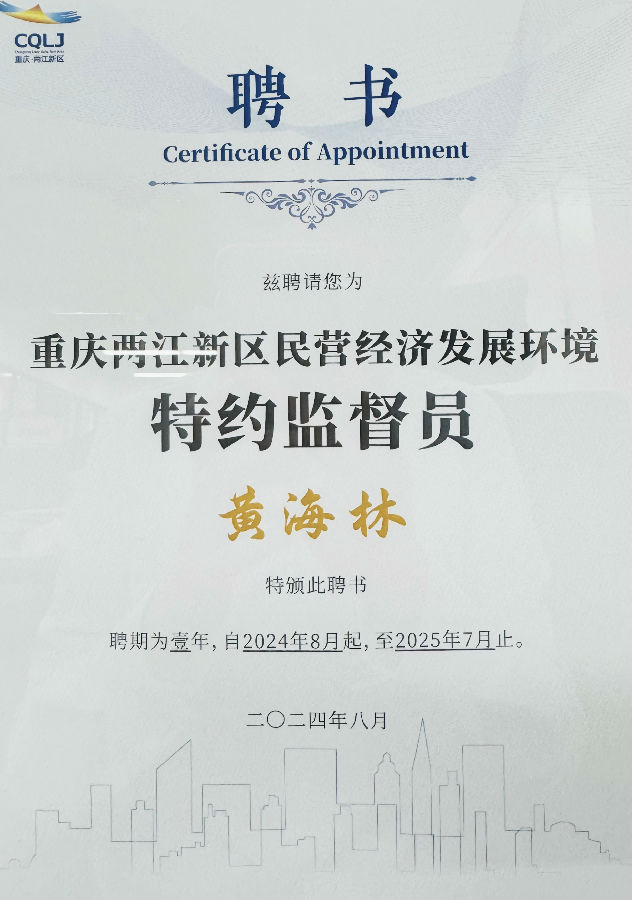 CQLJ
重庆·两江新区
聘 书
Certificate of Appointment
兹聘请您为
重庆两江新区民营经济发展环境
特约监督员
黄海林
特颁此聘书
聘期为壹年,自2024年8月起,至2025年7月止。
二〇二四年八月